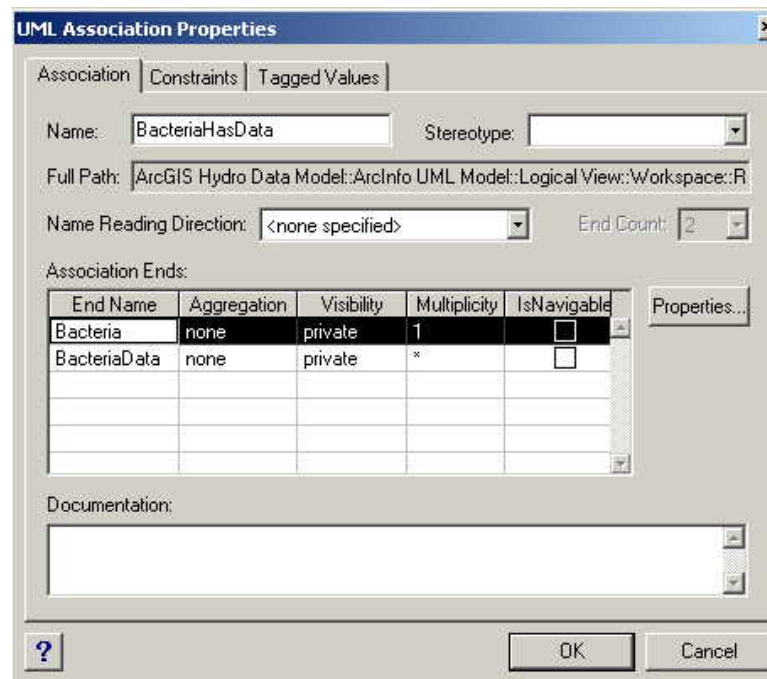 UML Association Properties
Association Constraints Tagged Values
Name: BacteriaHasData Stereotype:
Full Path: ArcGIS Hydro Data Model::ArcInfo UML Model::Logical View::Workspace::R
Name Reading Direction: <none specified> End Count: 2
Association Ends:
End Name Aggregation Visibility Multiplicity IsNavigable Properties...
Bacteria none private 1
BacteriaData none private *
Documentation:
? OK Cancel